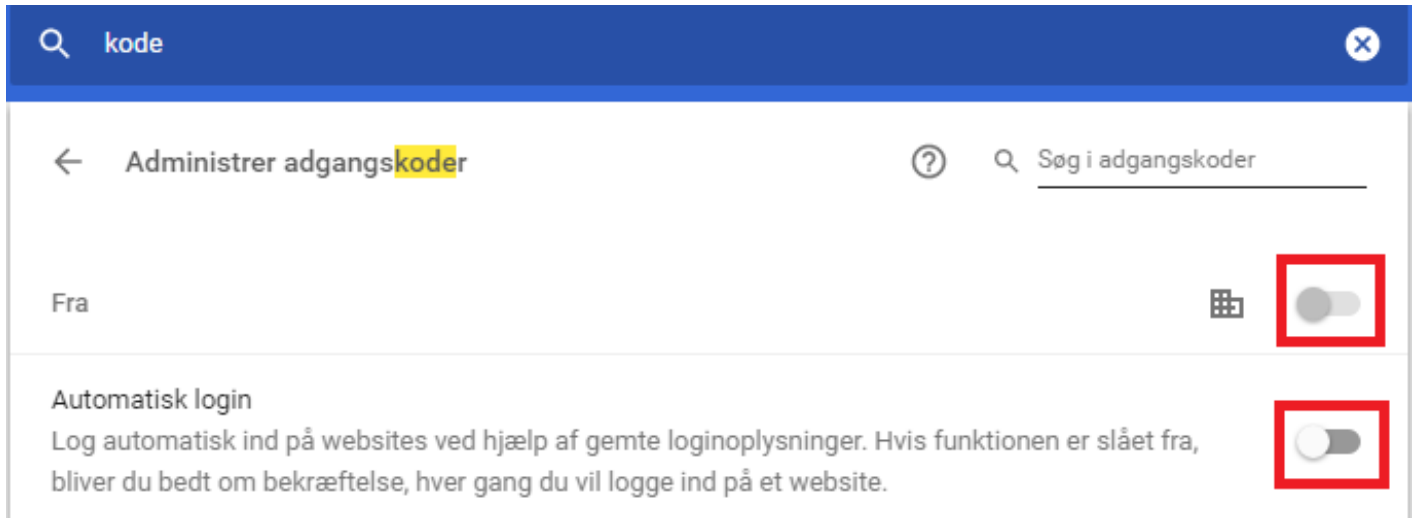 kode
Administrer adgangskoder
Søg i adgangskoder
Fra
Automatisk login
Log automatisk ind på websites ved hjælp af gemte loginoplysninger. Hvis funktionen er slået fra,
bliver du bedt om bekræftelse, hver gang du vil logge ind på et website.